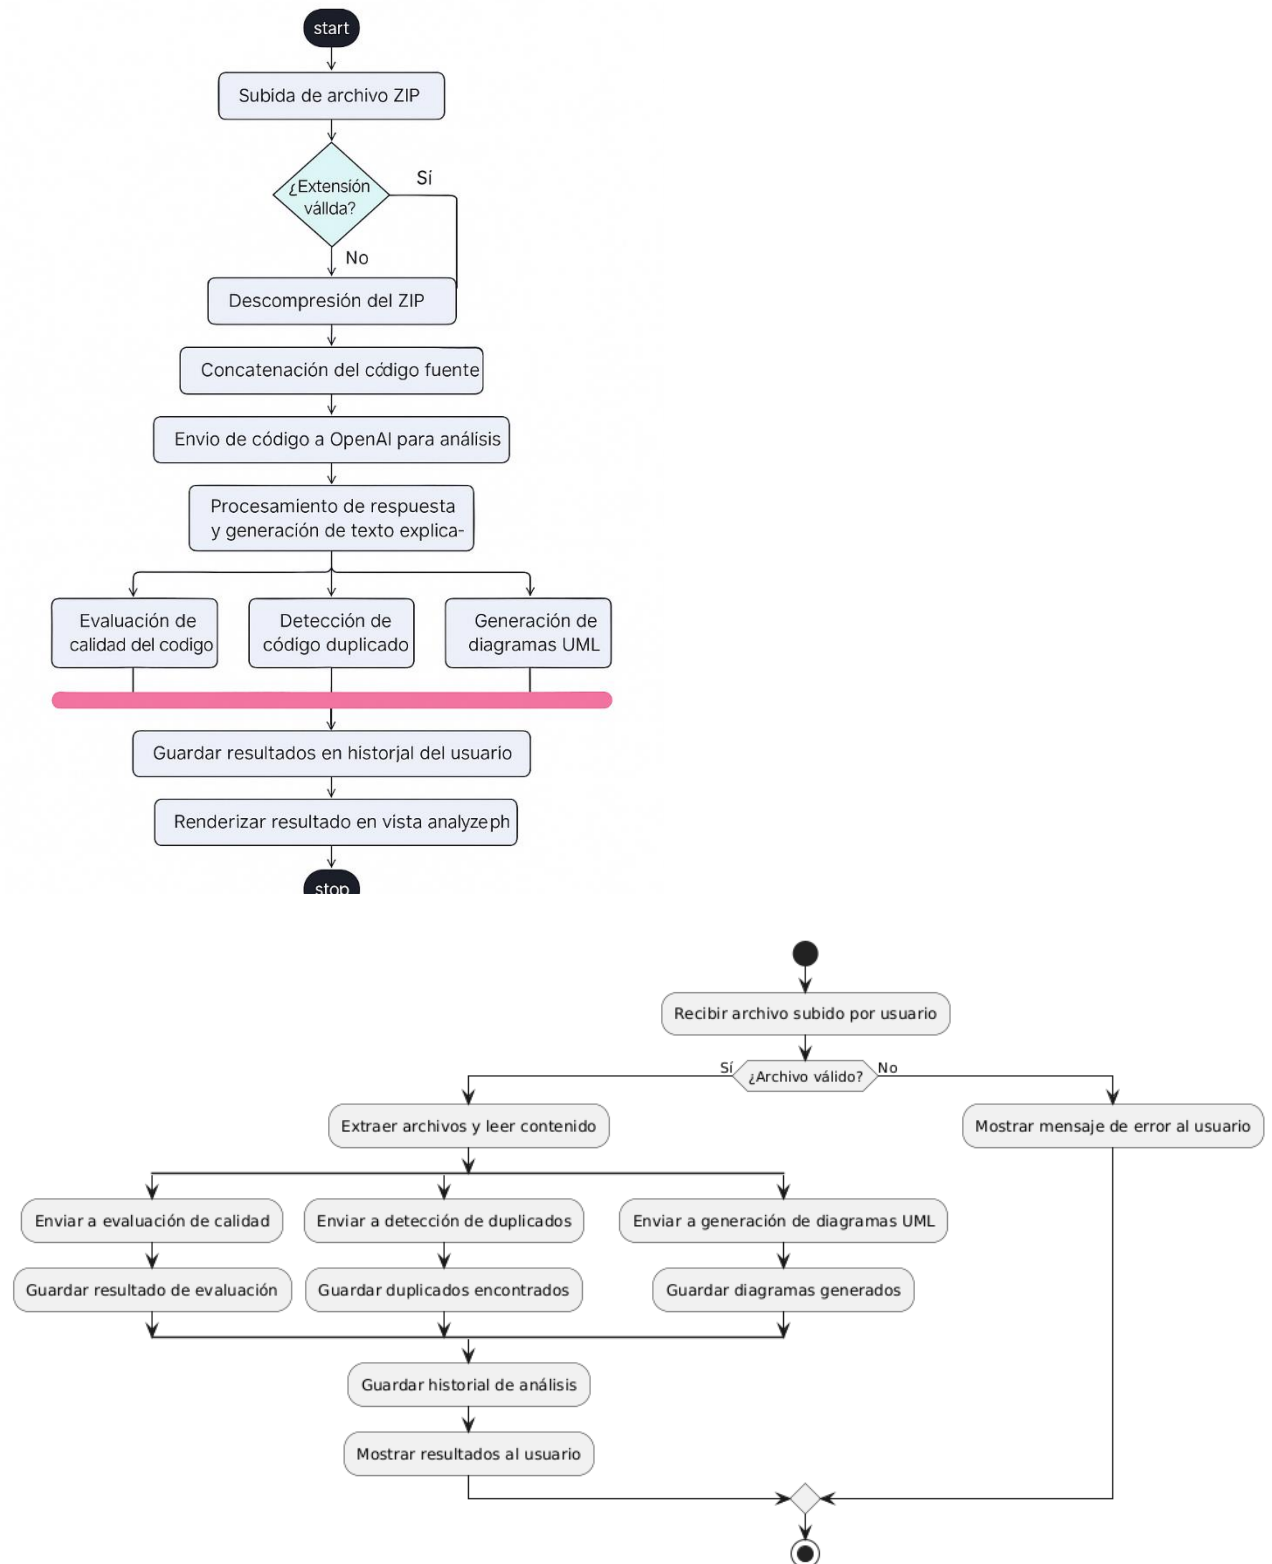 start
Subida de archivo ZIP
¿Extensión
vállda?
Sí
No
Descompresión del ZIP
Concatenación del código fuente
Envio de código a OpenAI para análisis
Procesamiento de respuesta
y generación de texto explica-
Evaluación de
calidad del codigo
Detección de
código duplicado
Generación de
diagramas UML
Guardar resultados en historjal del usuario
Renderizar resultado en vista analyzeph
stop
Recibir archivo subido por usuario
Sí
¿Archivo válido?
No
Extraer archivos y leer contenido
Mostrar mensaje de error al usuario
Enviar a evaluación de calidad
Enviar a detección de duplicados
Enviar a generación de diagramas UML
Guardar resultado de evaluación
Guardar duplicados encontrados
Guardar diagramas generados
Guardar historial de análisis
Mostrar resultados al usuario